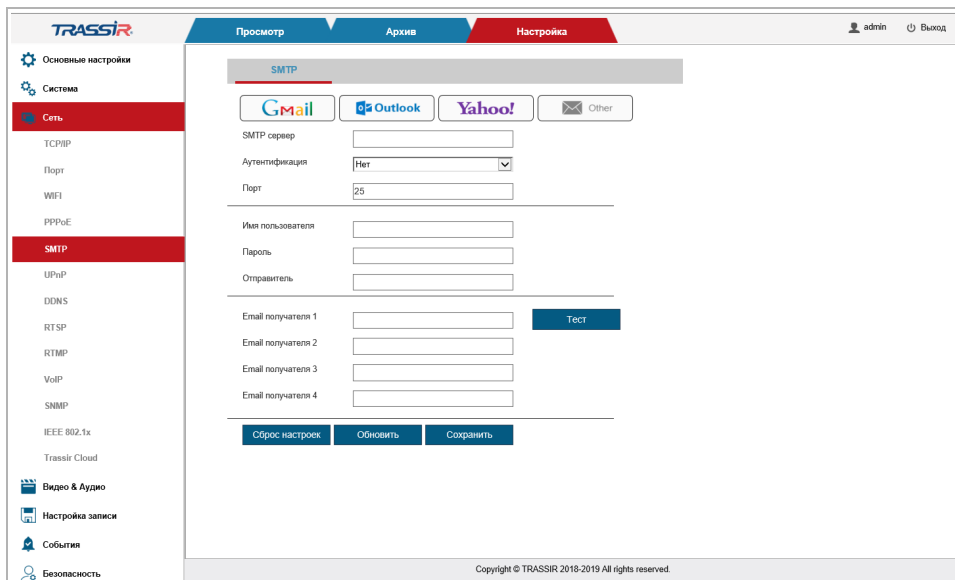 TRASSIR
Просмотр
Архив
Настройка
admin
Выход
Основные настройки
Система
Сеть
TCP/IP
Порт
WIFI
PPPoE
SMTP
UPnP
DDNS
RTSP
RTMP
VoIP
SNMP
IEEE 802.1x
Trassir Cloud
Видео & Аудио
Настройка записи
События
Безопасность
SMTP
Gmail
Outlook
Yahoo!
Other
SMTP сервер
Аутентификация Нет
Порт 25
Имя пользователя
Пароль
Отправитель
Email получателя 1 Тест
Email получателя 2
Email получателя 3
Email получателя 4
Сброс настроек Обновить Сохранить
Copyright © TRASSIR 2018-2019 All rights reserved.